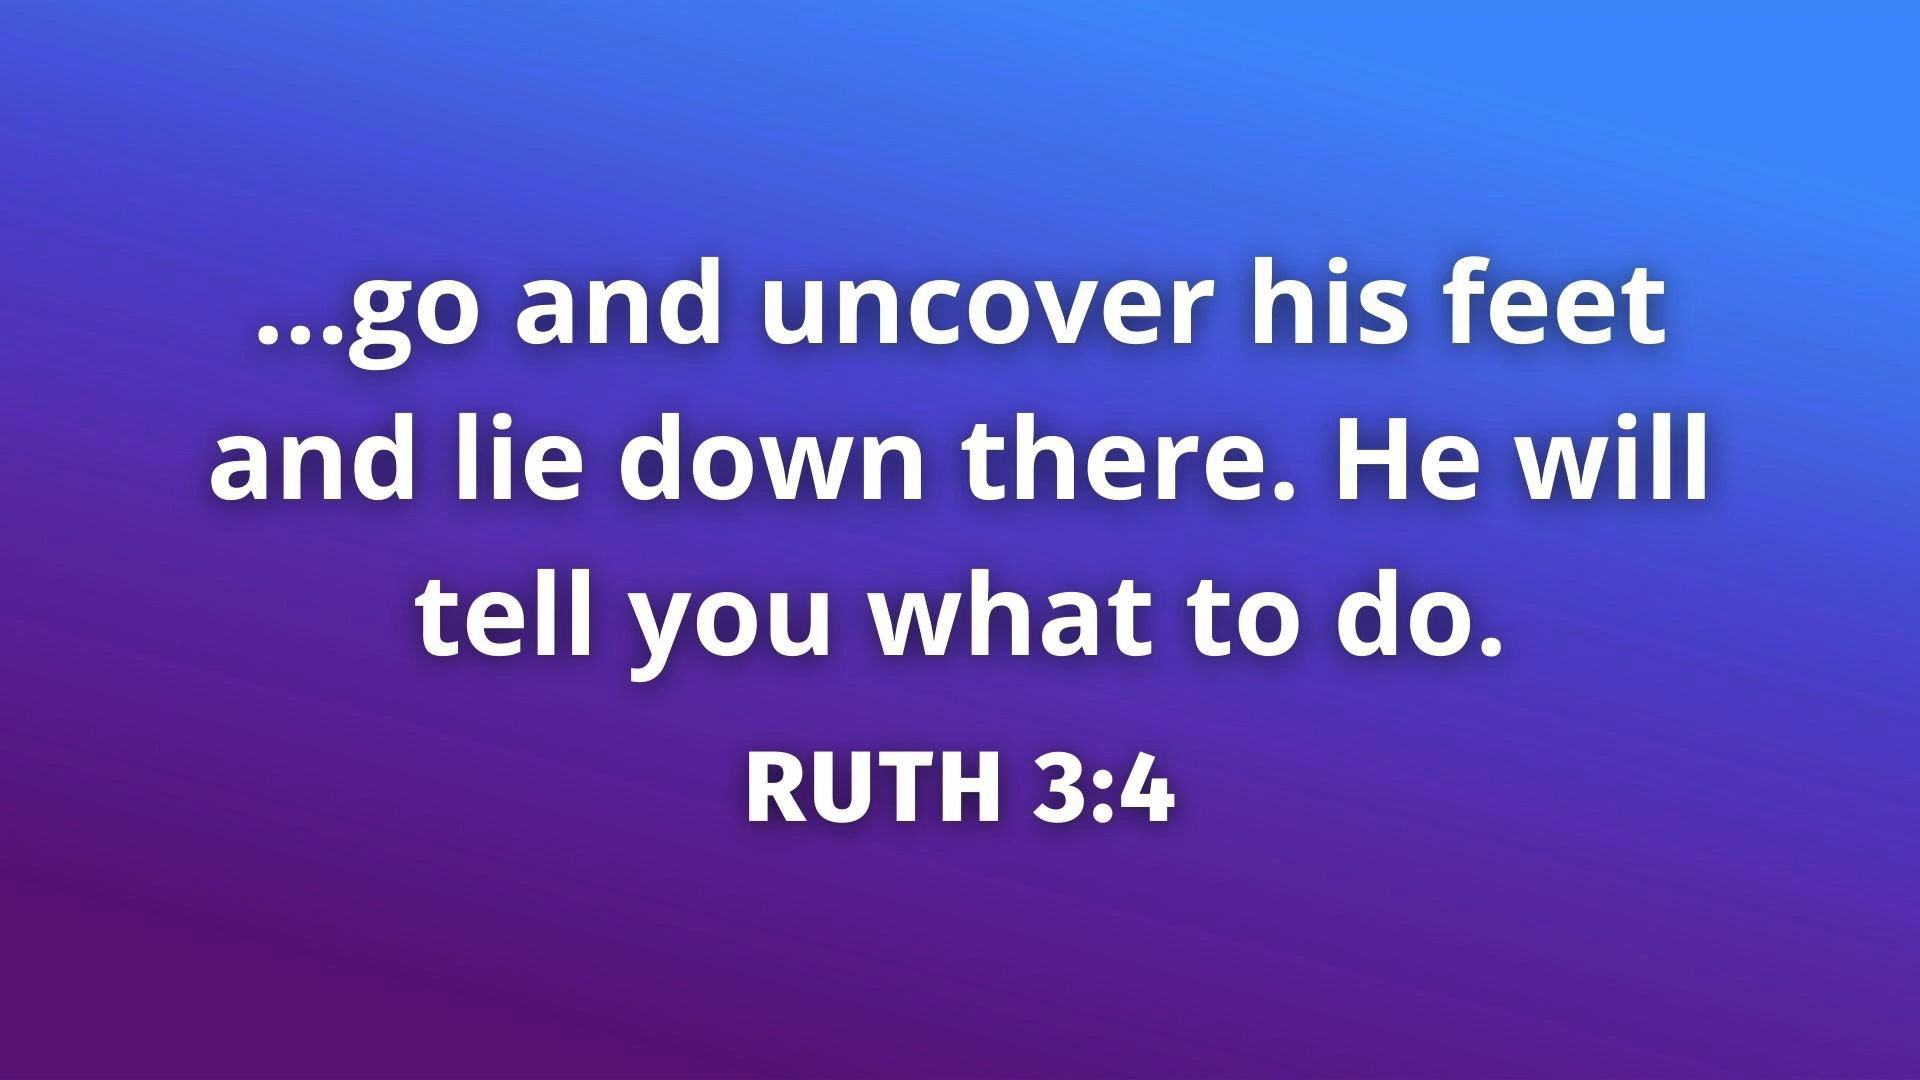 ...go and uncover his feet
and lie down there. He will
tell you what to do.
RUTH 3:4